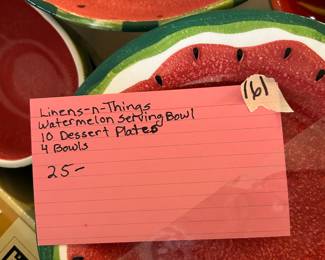 161
Linens-n-Things
Watermelon Serving Bowl
10 Dessert Plates
4 Bowls
25-